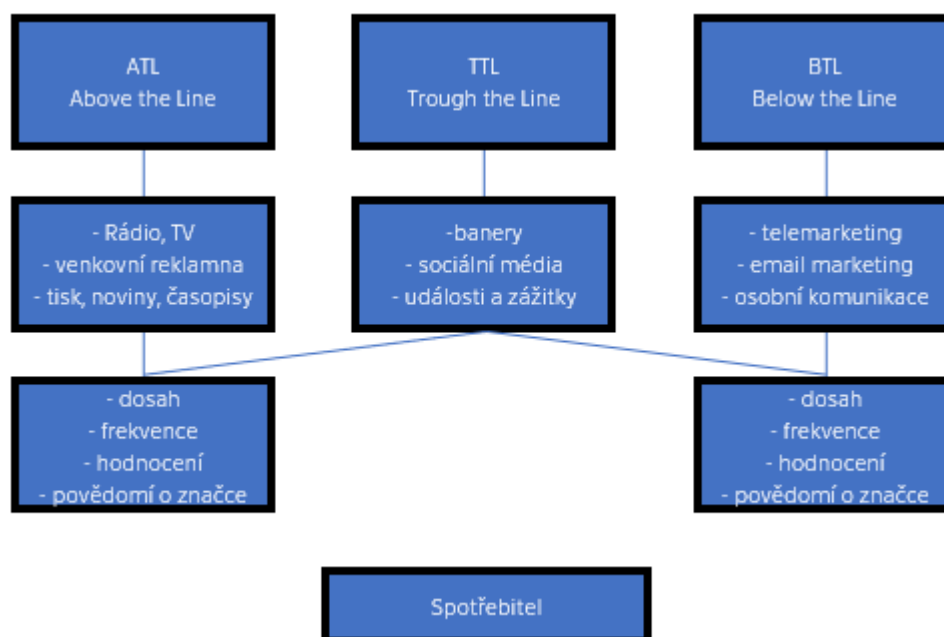 ATL
Above the Line
TTL
Trough the Line
BTL
Below the Line
- Rádio, TV
- venkovní reklamna
- tisk, noviny, časopisy
-banery
- sociální média
- události a zážitky
- telemarketing
- email marketing
- osobní komunikace
- dosah
- frekvence
- hodnocení
- povědomí o značce
- dosah
- frekvence
- hodnocení
- povědomí o značce
Spotřebitel